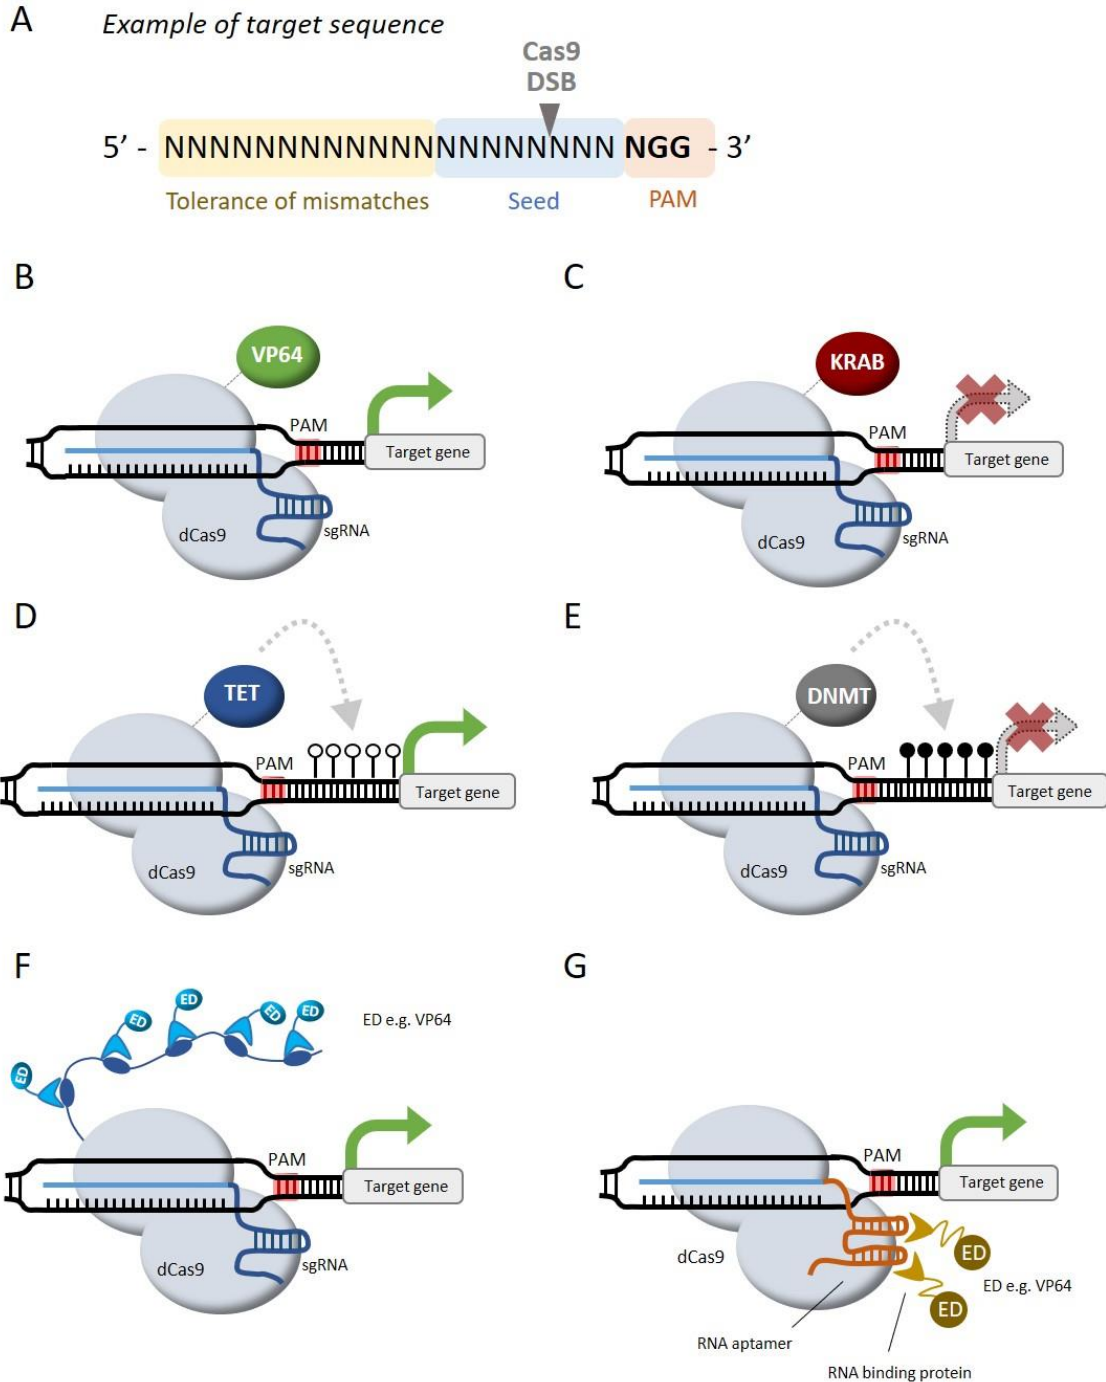 A
Example of target sequence
Cas9
DSB
5’ - NNNNNNNNNNNNNNNNNNNN NGG - 3’
Tolerance of mismatches Seed PAM
B
VP64
PAM
Target gene
dCas9
sgRNA
C
KRAB
PAM
Target gene
dCas9
sgRNA
D
TET
PAM
Target gene
dCas9
sgRNA
E
DNMT
PAM
Target gene
dCas9
sgRNA
F
ED
ED
ED
ED
ED
ED e.g. VP64
PAM
Target gene
dCas9
sgRNA
G
PAM
Target gene
dCas9
ED
ED e.g. VP64
ED
RNA aptamer
RNA binding protein